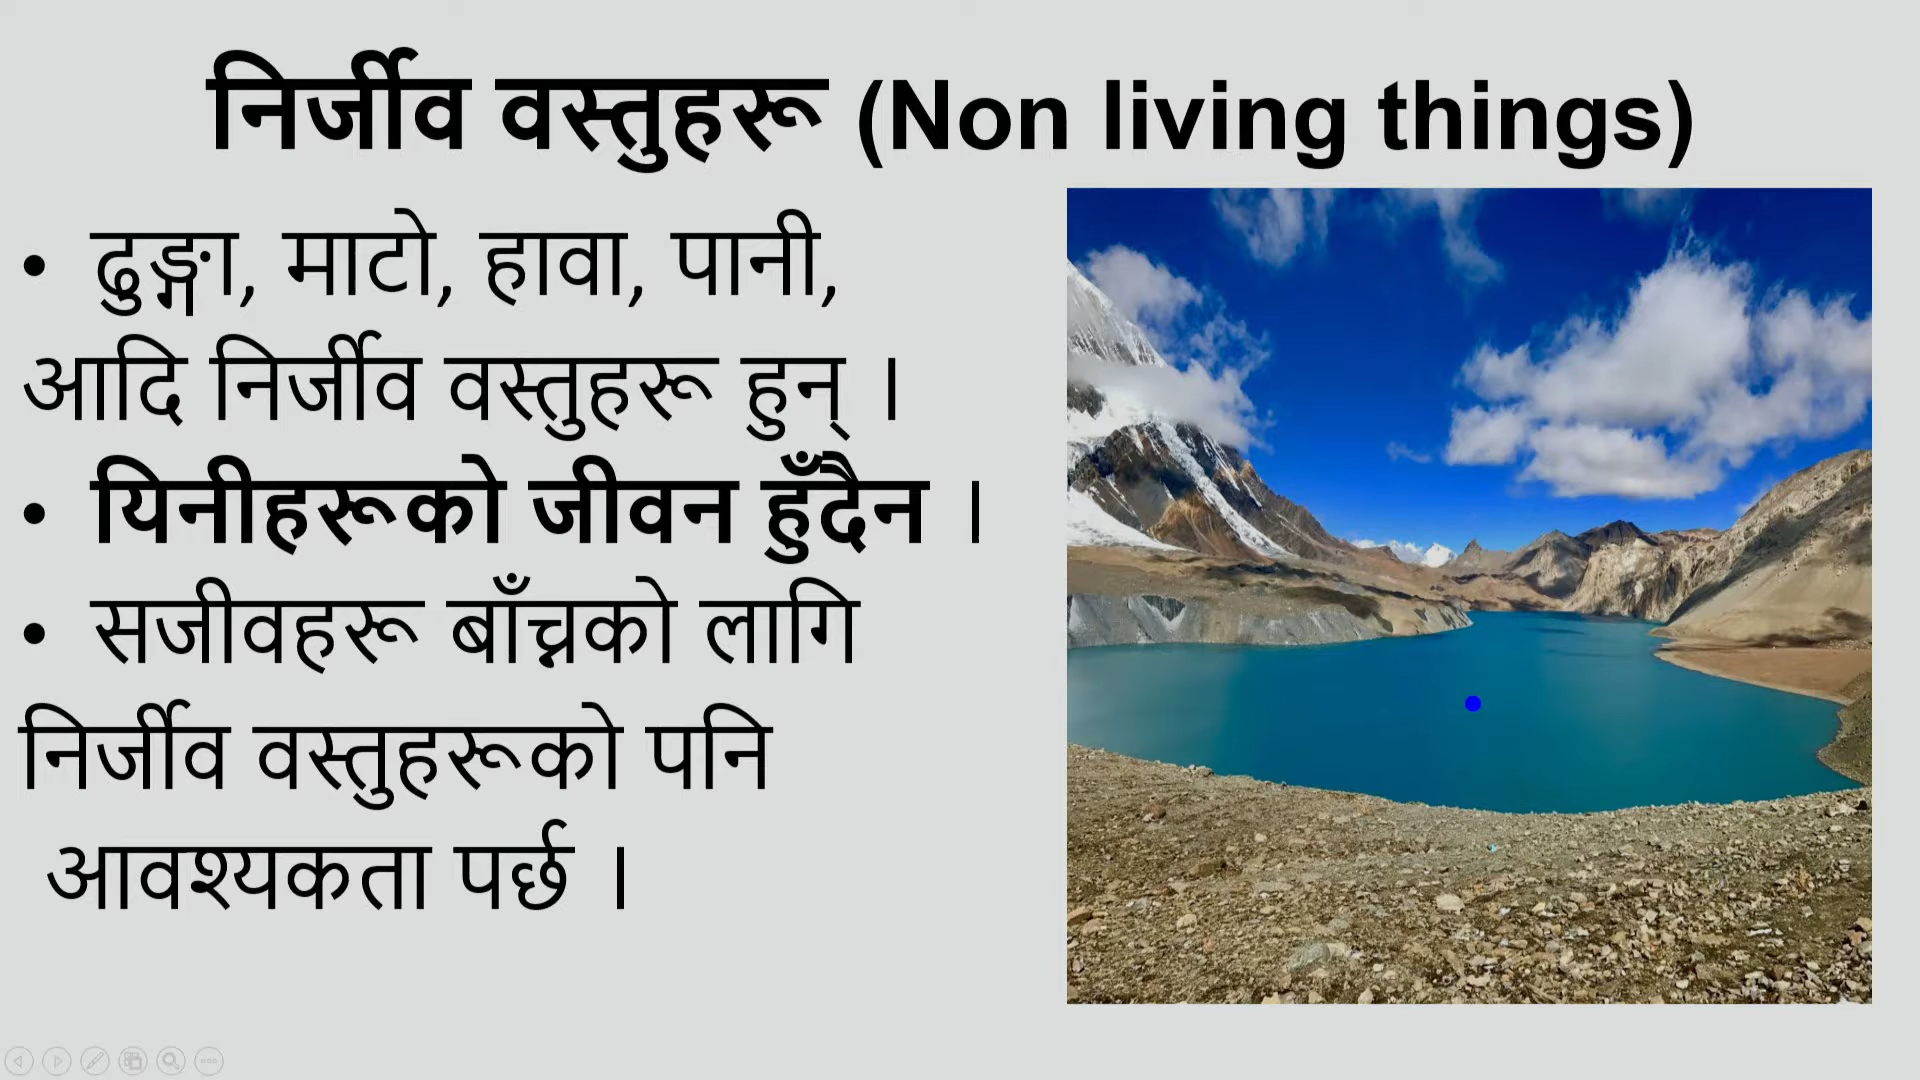 निर्जीव वस्तुहरू (Non living things)
• ढुङ्गा, माटो, हावा, पानी,
आदि निर्जीव वस्तुहरू हुन् ।
• यिनीहरूको जीवन हुँदैन ।
• सजीवहरू बाँच्नको लागि
निर्जीव वस्तुहरूको पनि
आवश्यकता पर्छ ।